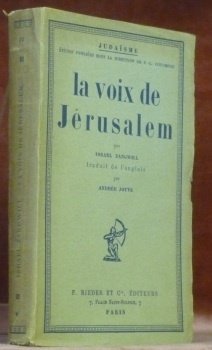 JUDAÏSME
ÉTUDES PUBLIÉES SOUS LA DIRECTION DE P.-L. COUCHOUD
la voix de
Jérusalem
par
ISRAEL ZANGWILL
Traduit de l'anglais
par
ANDRÉE JOUVE
F. RIEDER ET Cie, ÉDITEURS
7, PLACE SAINT-SULPICE, 7
PARIS